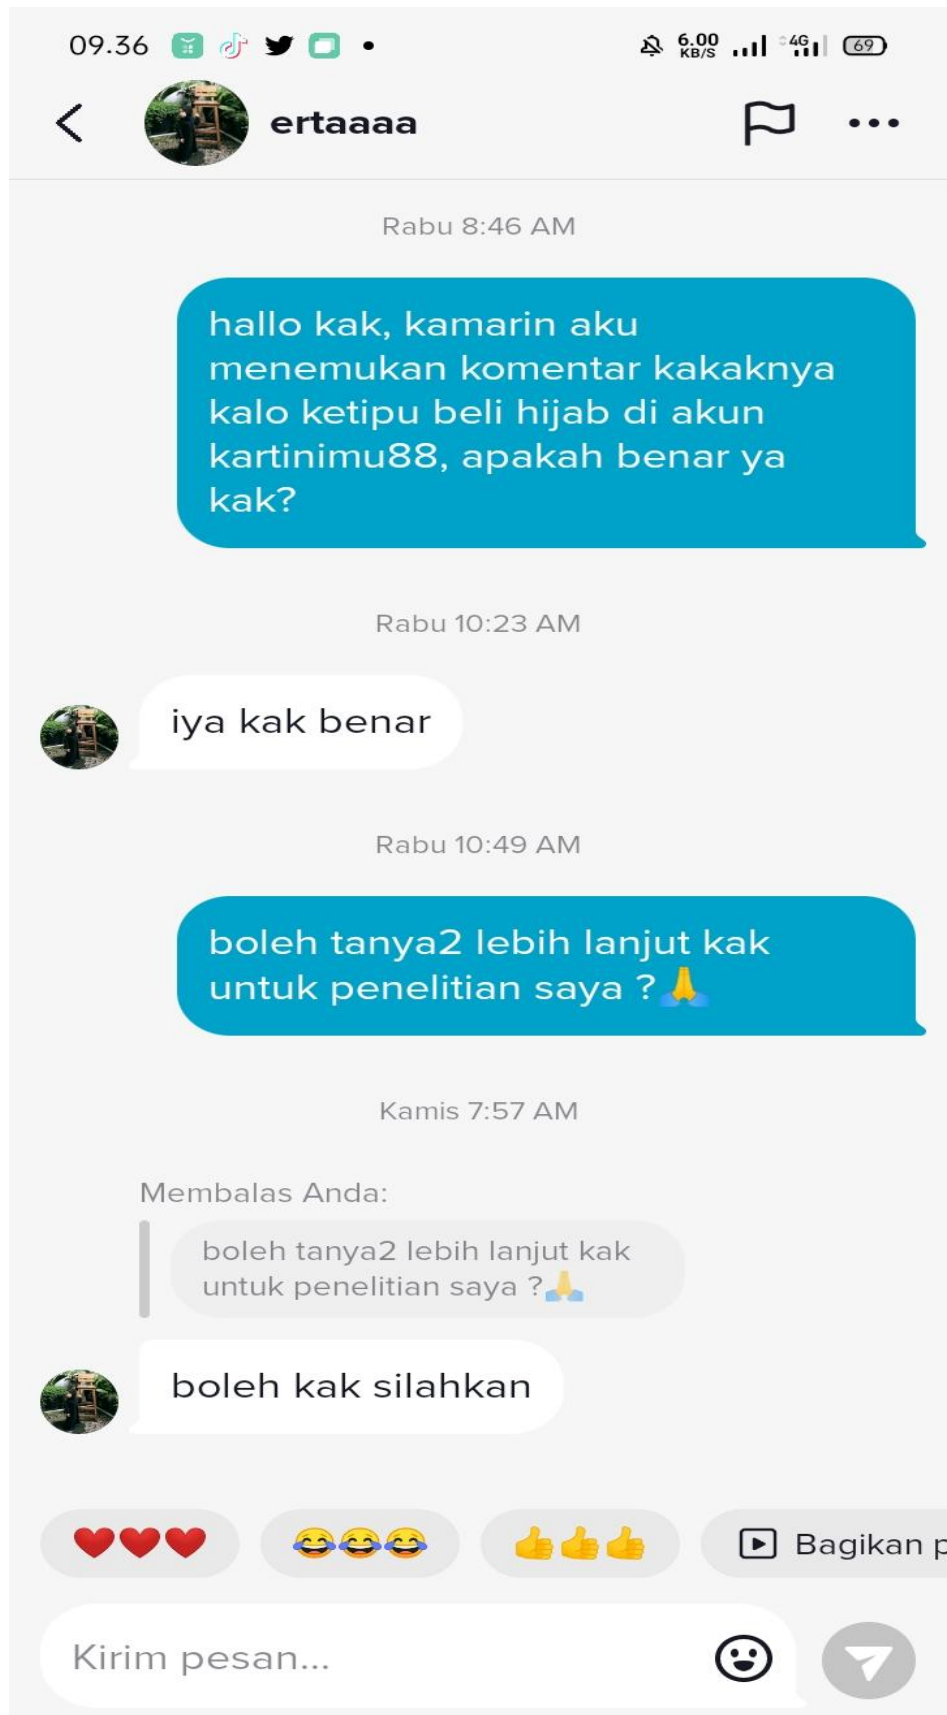 09.36
6.00
KB/S
4G
69
ertaaaa
Rabu 8:46 AM
hallo kak, kamarin aku
menemukan komentar kakaknya
kalo ketipu beli hijab di akun
kartinimu88, apakah benar ya
kak?
Rabu 10:23 AM
iya kak benar
Rabu 10:49 AM
boleh tanya2 lebih lanjut kak
untuk penelitian saya ?🙏
Kamis 7:57 AM
Membalas Anda:
boleh tanya2 lebih lanjut kak
untuk penelitian saya ?🙏
boleh kak silahkan
❤️❤️❤️ 😂😂😂 👍👍👍 Bagikan p
Kirim pesan...